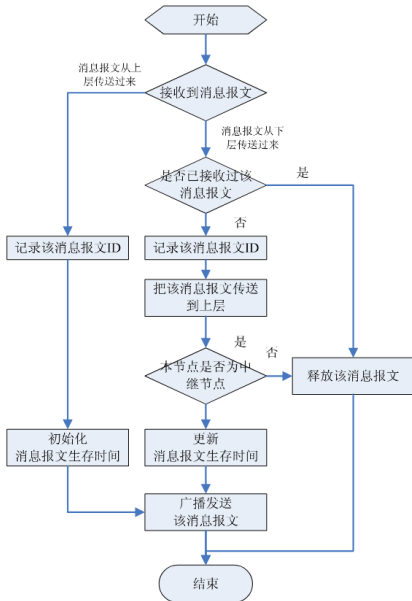 开始
消息报文从上
层传送过来
接收到消息报文
消息报文从下
层传送过来
是否已接收过该
消息报文
是
否
记录该消息报文ID
记录该消息报文ID
把该消息报文传送
到上层
是
否
本节点是否为中
继节点
释放该消息报文
初始化
消息报文生存时间
更新
消息报文生存时间
广播发送
该消息报文
结束